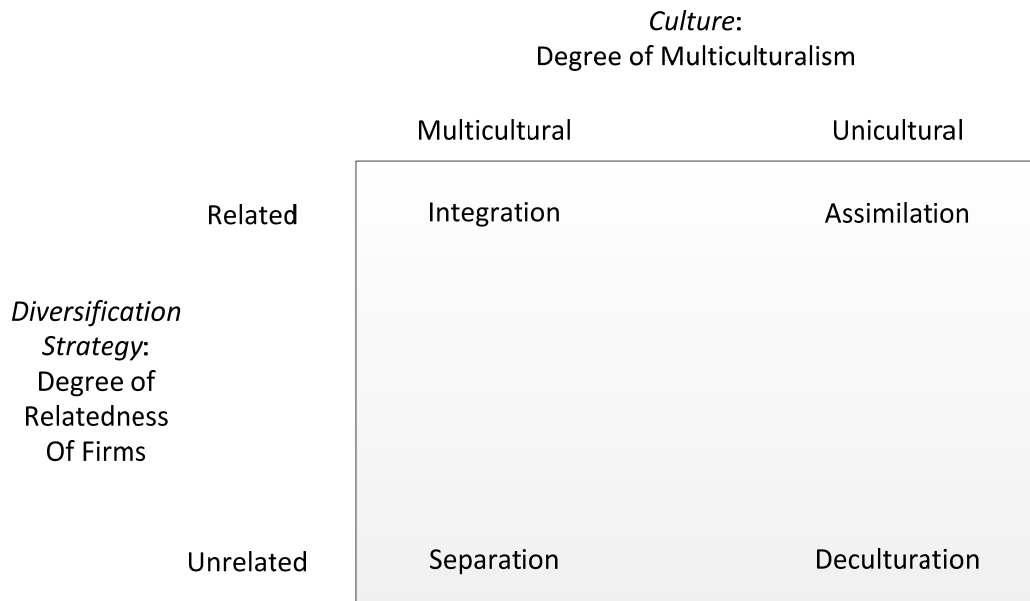 Culture:
Degree of Multiculturalism
Multicultural
Unicultural
Related
Integration
Assimilation
Diversification
Strategy:
Degree of
Relatedness
Of Firms
Unrelated
Separation
Deculturation